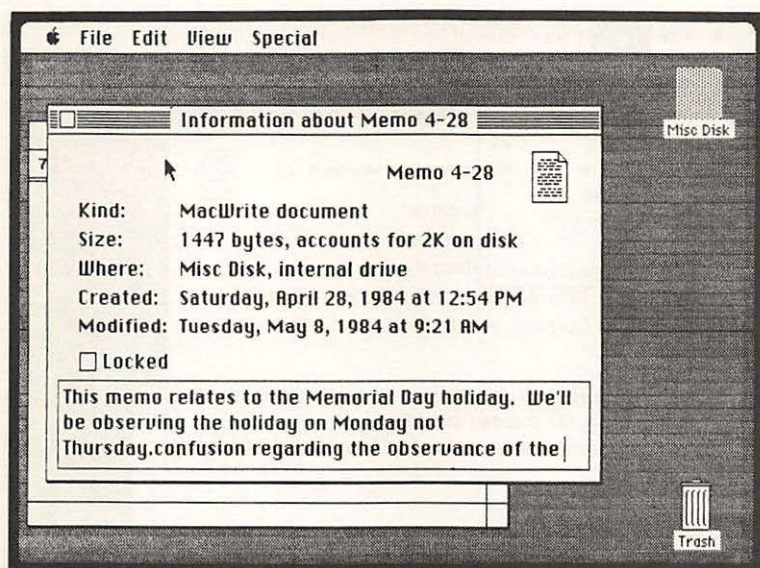 File Edit View Special
Misc Disk
Information about Memo 4-28
7
Memo 4-28
Kind: MacWrite document
Size: 1447 bytes, accounts for 2K on disk
Where: Misc Disk, internal drive
Created: Saturday, April 28, 1984 at 12:54 PM
Modified: Tuesday, May 8, 1984 at 9:21 AM
Locked
This memo relates to the Memorial Day holiday. We'll
be observing the holiday on Monday not
Thursday.confusion regarding the observance of the
Trash